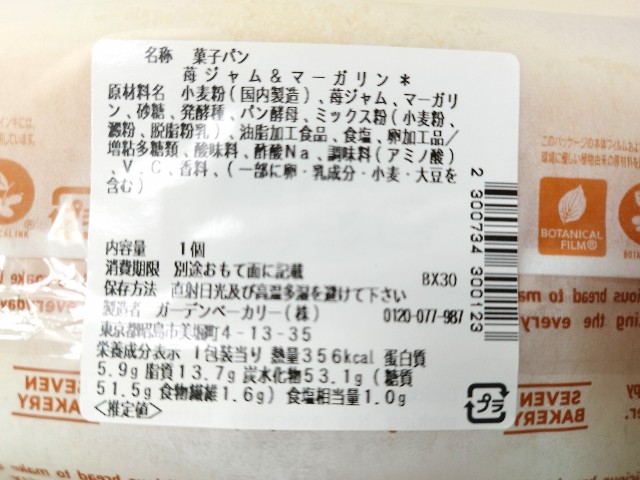 名称 菓子パン
苺ジャム&マーガリン*
原材料名 小麦粉(国内製造)、苺ジャム、マーガリ
ン、砂糖、発酵種、パン酵母、ミックス粉(小麦粉、
澱粉、脱脂粉乳)、油脂加工食品、食塩、卵加工品/
増粘多糖類、酸味料、酢酸Na、調味料(アミノ酸)
、V.C、香料、(一部に卵・乳成分・小麦・大豆を
含む)
内容量 1個
消費期限 別途おもて面に記載
BX30
保存方法 直射日光及び高温多湿を避けて下さい
製造者 ガーデンベーカリー(株) 0120-077-987
東京都昭島市美堀町4-13-35
栄養成分表示 1包装当り 熱量356kcal 蛋白質
5.9g 脂質13.7g 炭水化物53.1g(糖質
51.5g 食物繊維1.6g) 食塩相当量1.0g
<推定値>
2 300734 300123
プラ
BOTANICAL
FILM®
SEVEN
BAKERY
SEVEN
BAKERY